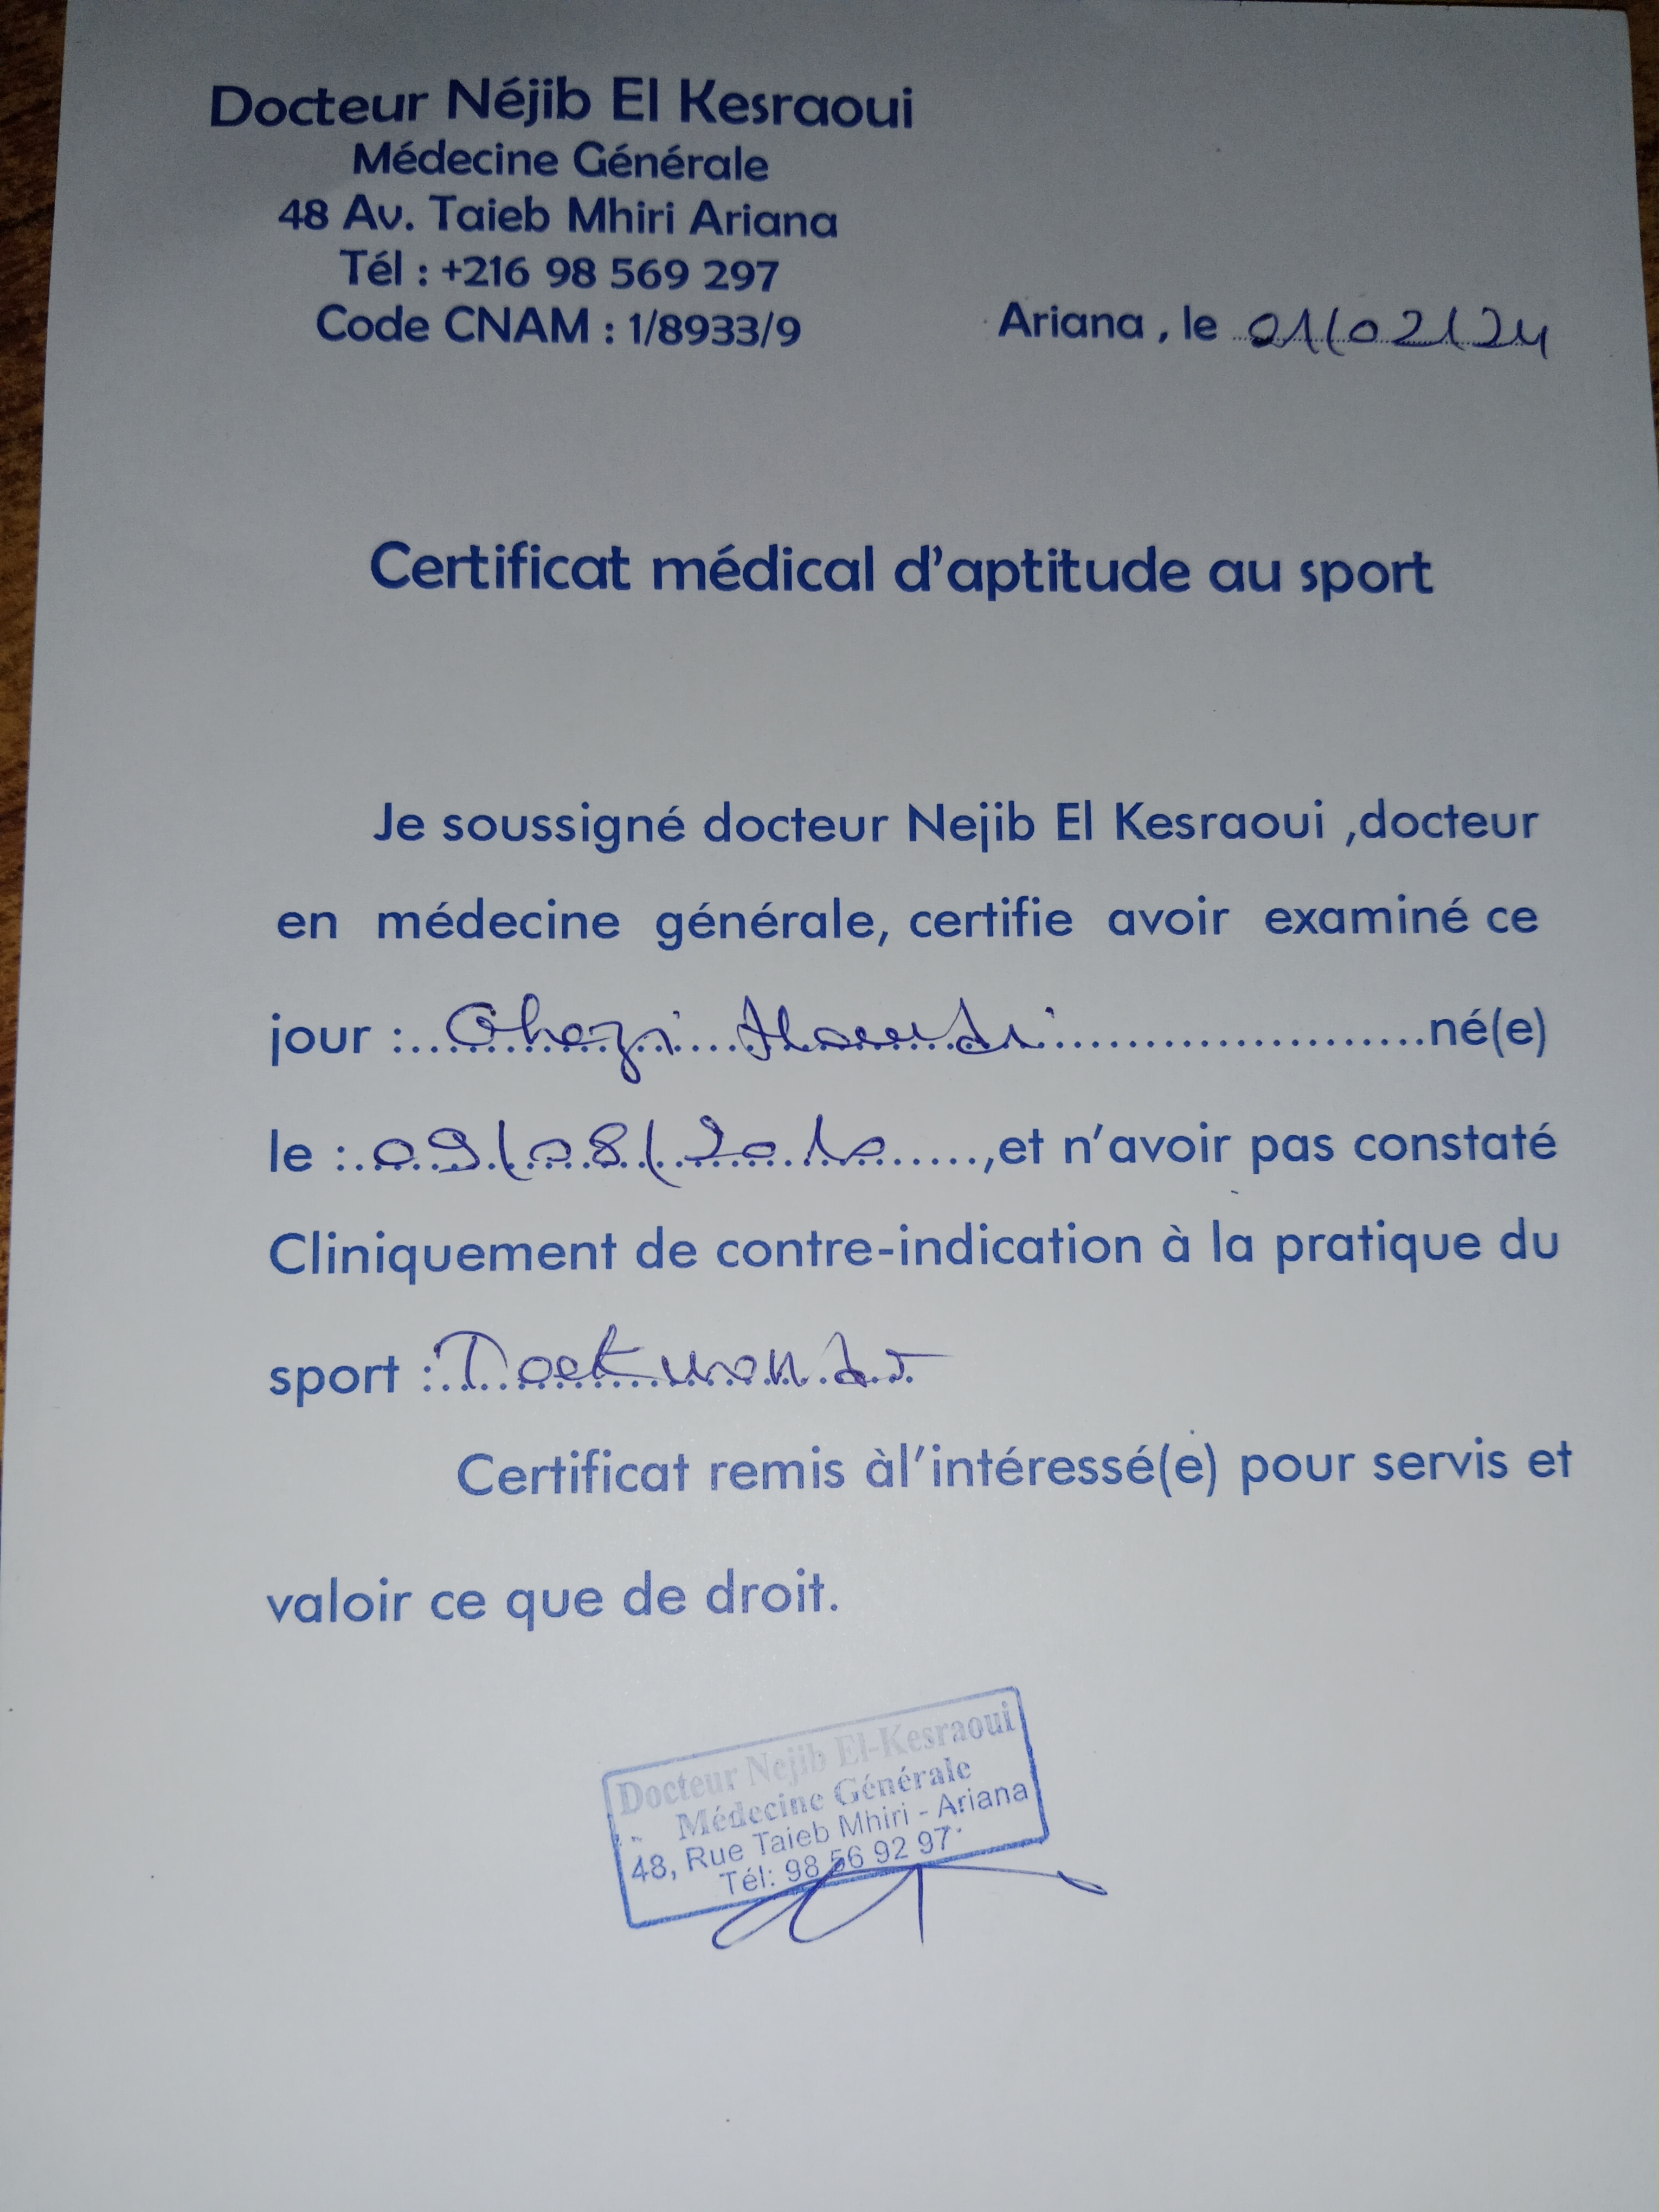 Docteur Néjib El Kesraoui
Médecine Générale
48 Av. Taieb Mhiri Ariana
Tél : +216 98 569 297
Code CNAM : 1/8933/9
Ariana , le 01/02/24
Certificat médical d'aptitude au sport
Je soussigné docteur Nejib El Kesraoui ,docteur
en médecine générale, certifie avoir examiné ce
jour : Ghazi né(e)
le : 09/08/2010 ,et n'avoir pas constaté
Cliniquement de contre-indication à la pratique du
sport : Taekwondo
Certificat remis àl'intéressé(e) pour servis et
valoir ce que de droit.
Docteur Nejib El-Kesraoui
Médecine Générale
48, Rue Taieb Mhiri - Ariana
Tél: 98 56 92 97